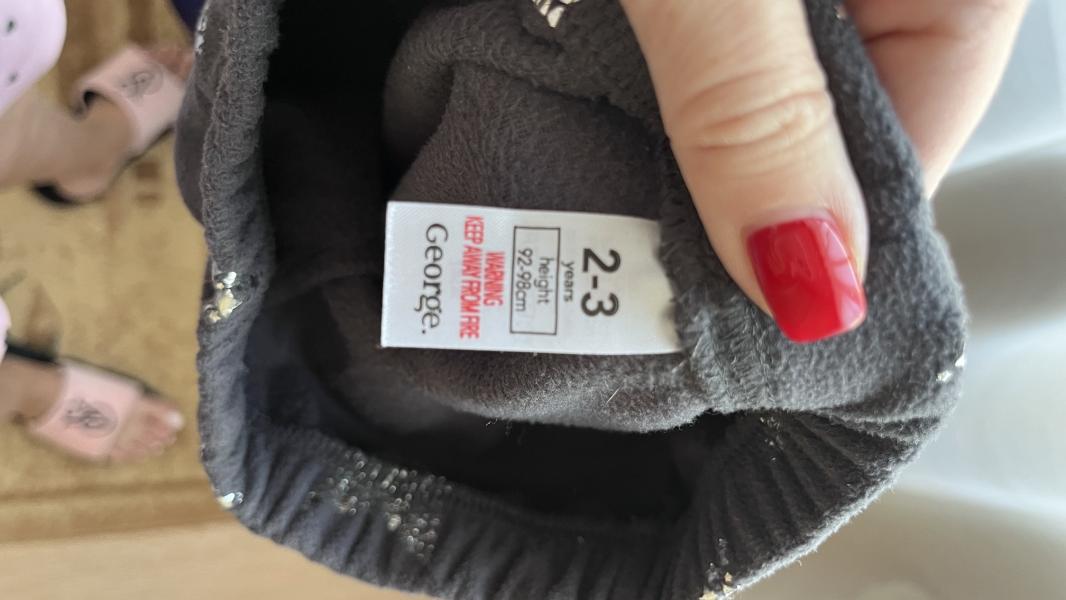 2-3
years
height
92-98cm
WARNING
KEEP AWAY FROM FIRE
George.